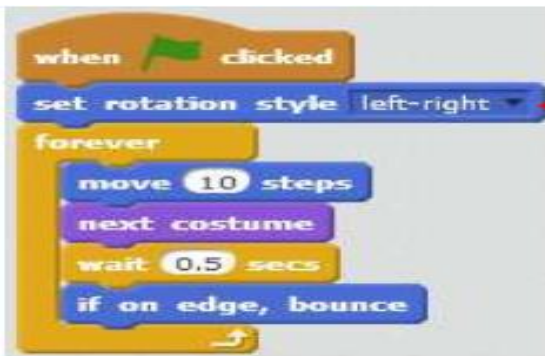 when clicked
set rotation style left-right
forever
move 10 steps
next costume
wait 0.5 secs
if on edge, bounce